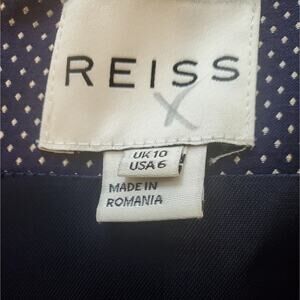 REISS
X
UK 10
USA 6
MADE IN
ROMANIA